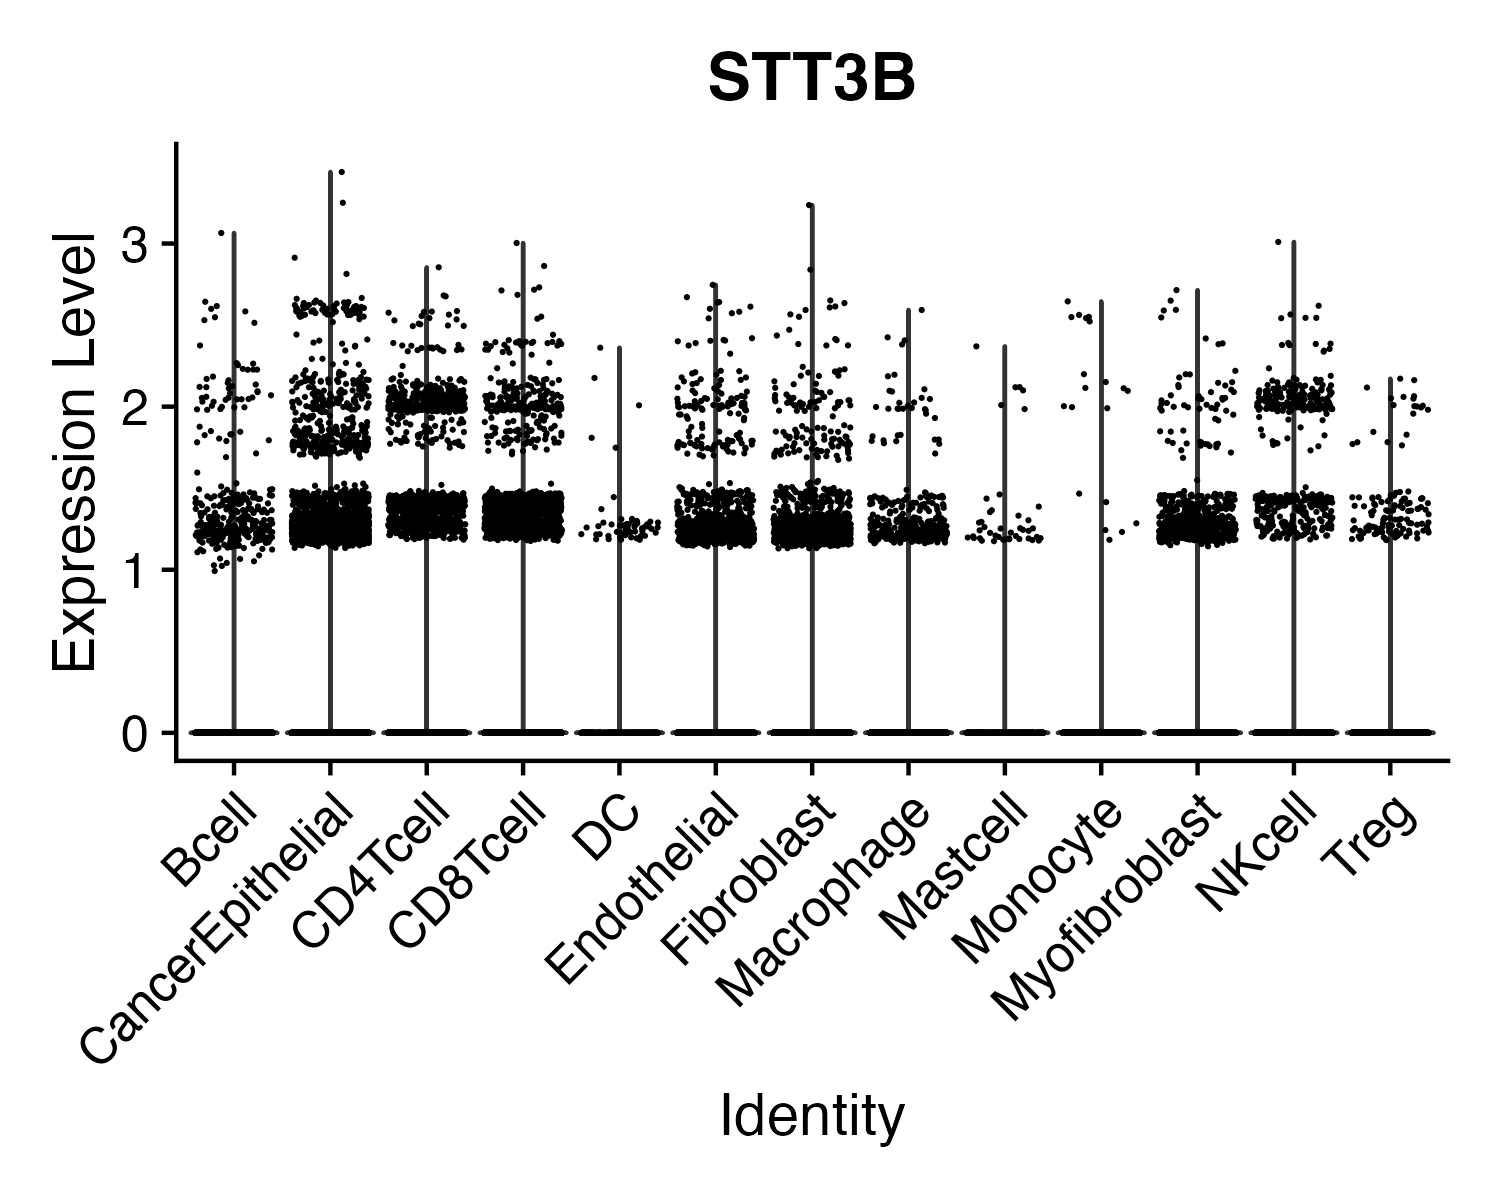 STT3B
Expression Level
3
2
1
0
Bcell
CancerEpithelial
CD4Tcell
CD8Tcell
DC
Endothelial
Fibroblast
Macrophage
Mastcell
Monocyte
Myofibroblast
NKcell
Treg
Identity